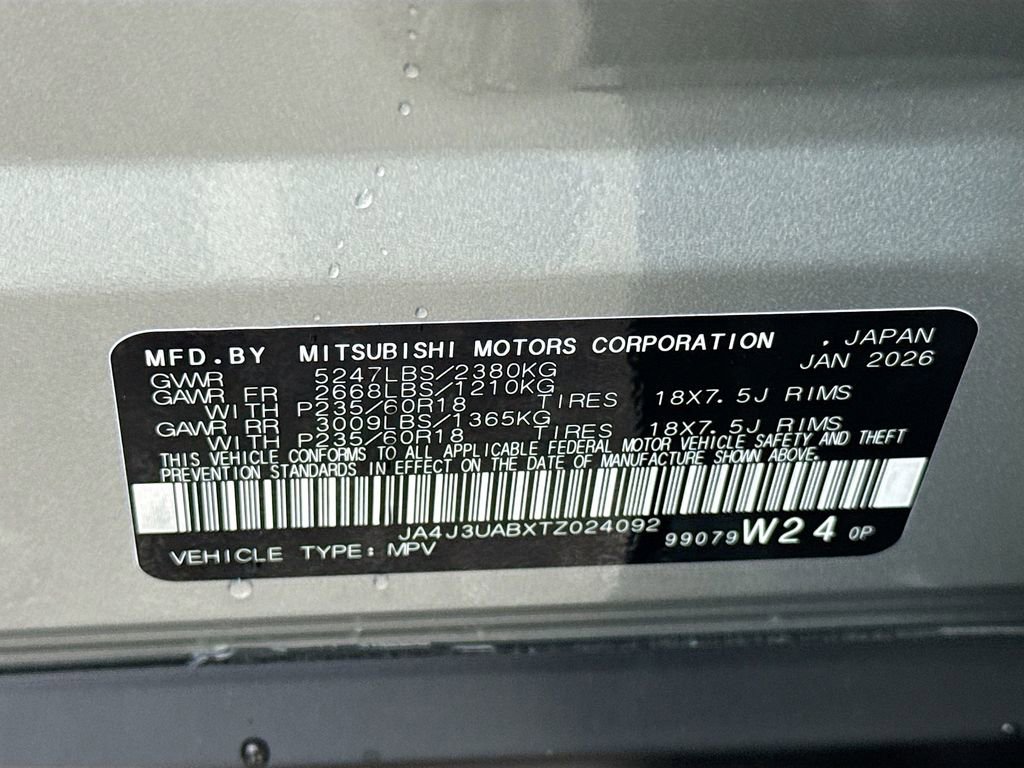 MFD.BY MITSUBISHI MOTORS CORPORATION , JAPAN
GVWR 5247LBS/2380KG JAN 2026
GAWR FR 2668LBS/1210KG
WITH P235/60R18 TIRES 18X7.5J RIMS
GAWR RR 3009LBS/1365KG
WITH P235/60R18 TIRES 18X7.5J RIMS
THIS VEHICLE CONFORMS TO ALL APPLICABLE FEDERAL MOTOR VEHICLE SAFETY AND THEFT
PREVENTION STANDARDS IN EFFECT ON THE DATE OF MANUFACTURE SHOWN ABOVE.
JA4J3UABXTZ024092
VEHICLE TYPE: MPV 99079 W24 0P